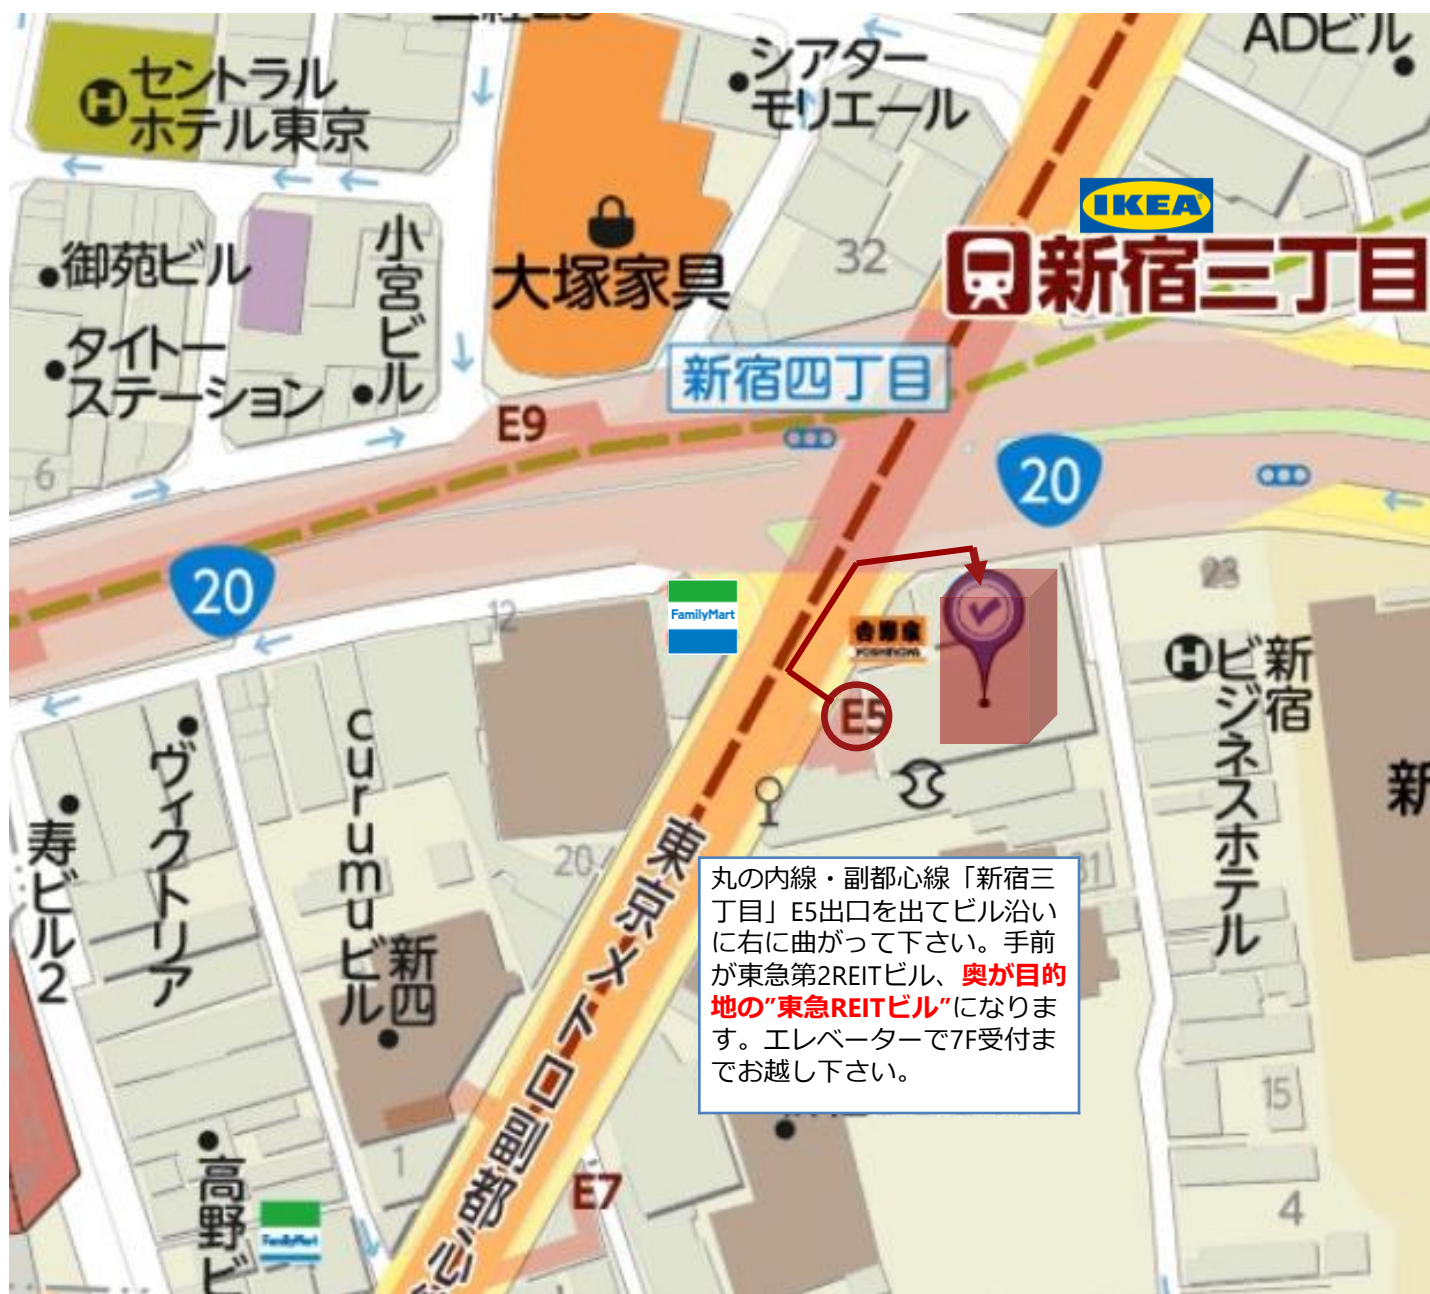 セントラル
ホテル東京
シアター
モリエール
ADビル
IKEA
新宿三丁目
大塚家具
32
御苑ビル
小宮ビル
タイトー
ステーション
新宿四丁目
E9
6
20
20
12
FamilyMart
吉野家
YOSHINOYA
E5
23
新宿
ビジネスホテル
新
ヴィクトリア
curumuビル
寿ビル2
20
東京メトロ副都心
31
丸の内線・副都心線「新宿三
丁目」E5出口を出てビル沿い
に右に曲がって下さい。手前
が東急第2REITビル、奥が目的
地の”東急REITビル”になりま
す。エレベーターで7F受付ま
でお越し下さい。
新四
1
E7
15
4
高野ビ
FamilyMart